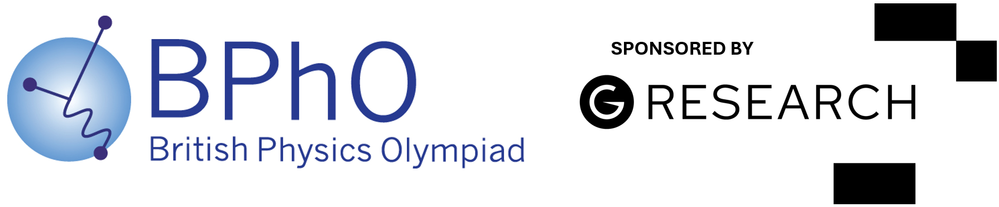 BPhO
British Physics Olympiad
SPONSORED BY
G RESEARCH